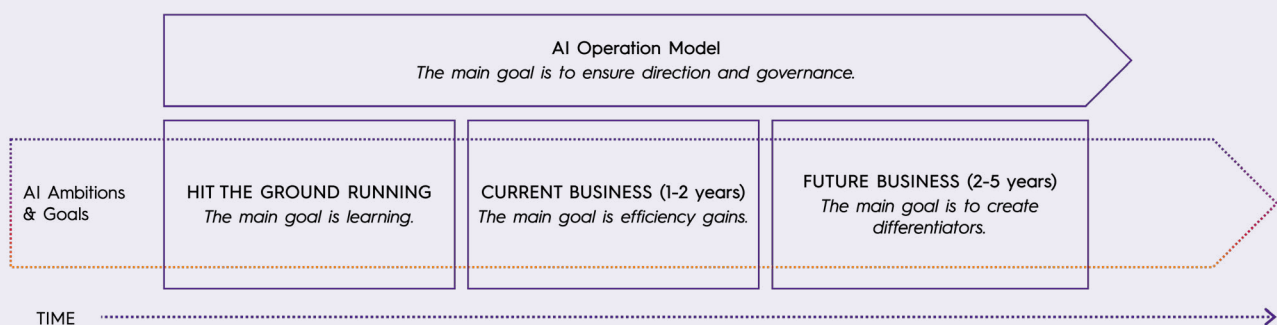 AI Operation Model
The main goal is to ensure direction and governance.
AI Ambitions
& Goals
HIT THE GROUND RUNNING
The main goal is learning.
CURRENT BUSINESS (1-2 years)
The main goal is efficiency gains.
FUTURE BUSINESS (2-5 years)
The main goal is to create
differentiators.
TIME